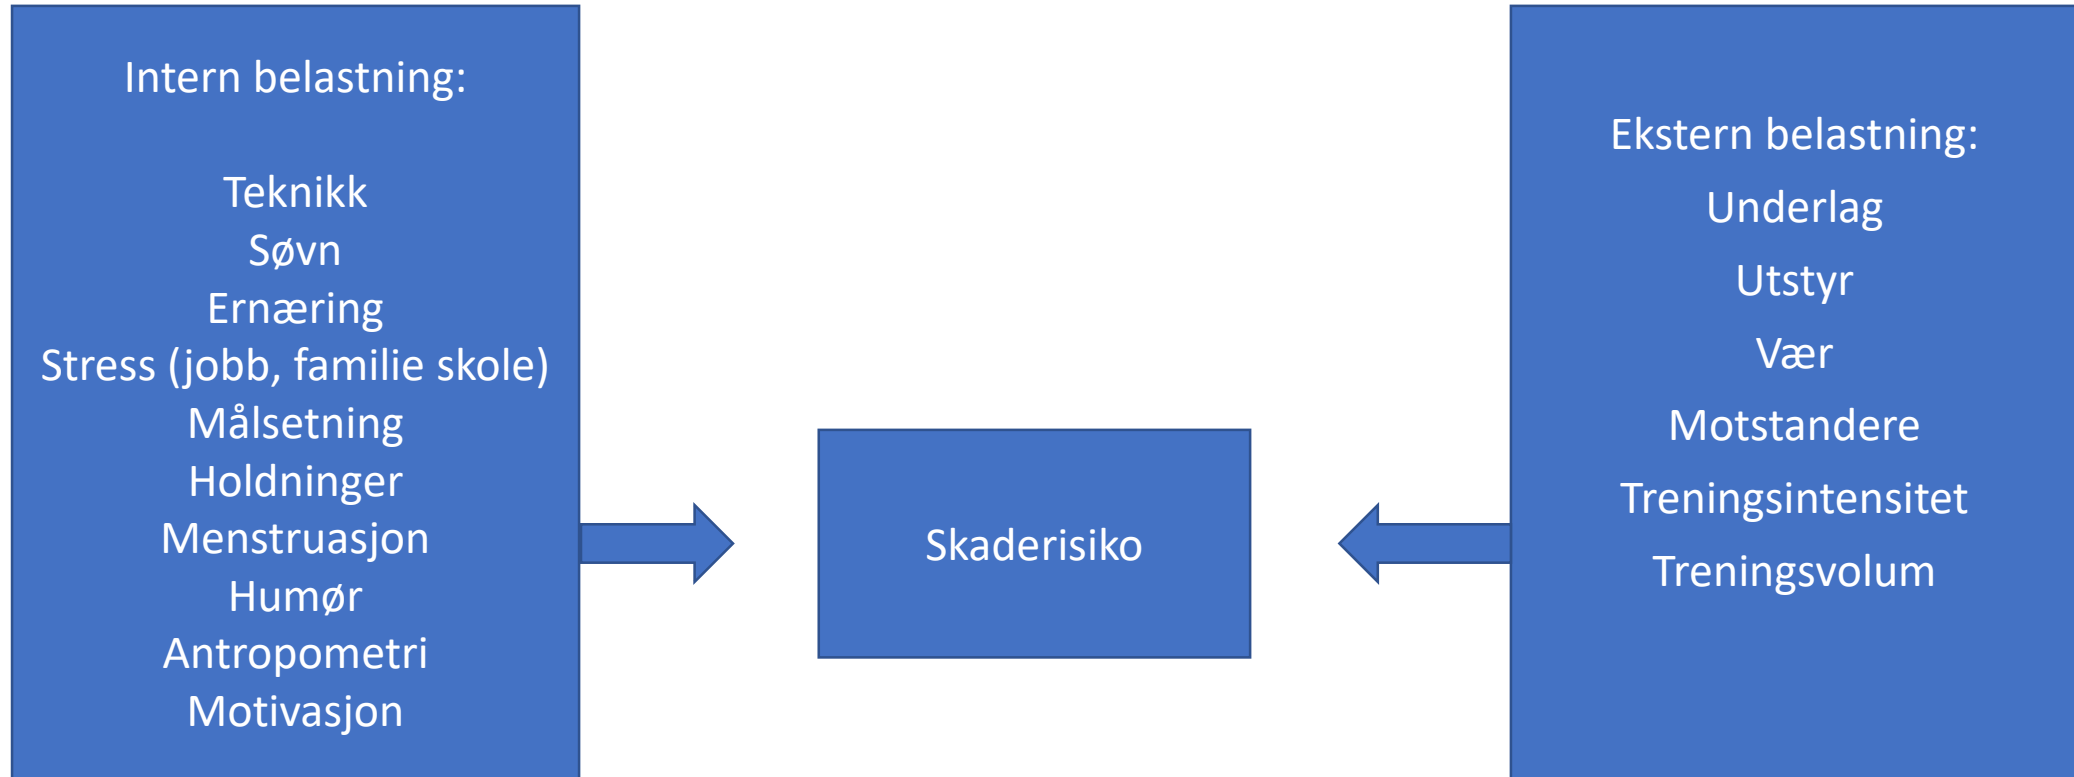 Intern belastning:
Teknikk
Søvn
Ernæring
Stress (jobb, familie skole)
Målsetning
Holdninger
Menstruasjon
Humør
Antropometri
Motivasjon
Skaderisiko
Ekstern belastning:
Underlag
Utstyr
Vær
Motstandere
Treningsintensitet
Treningsvolum